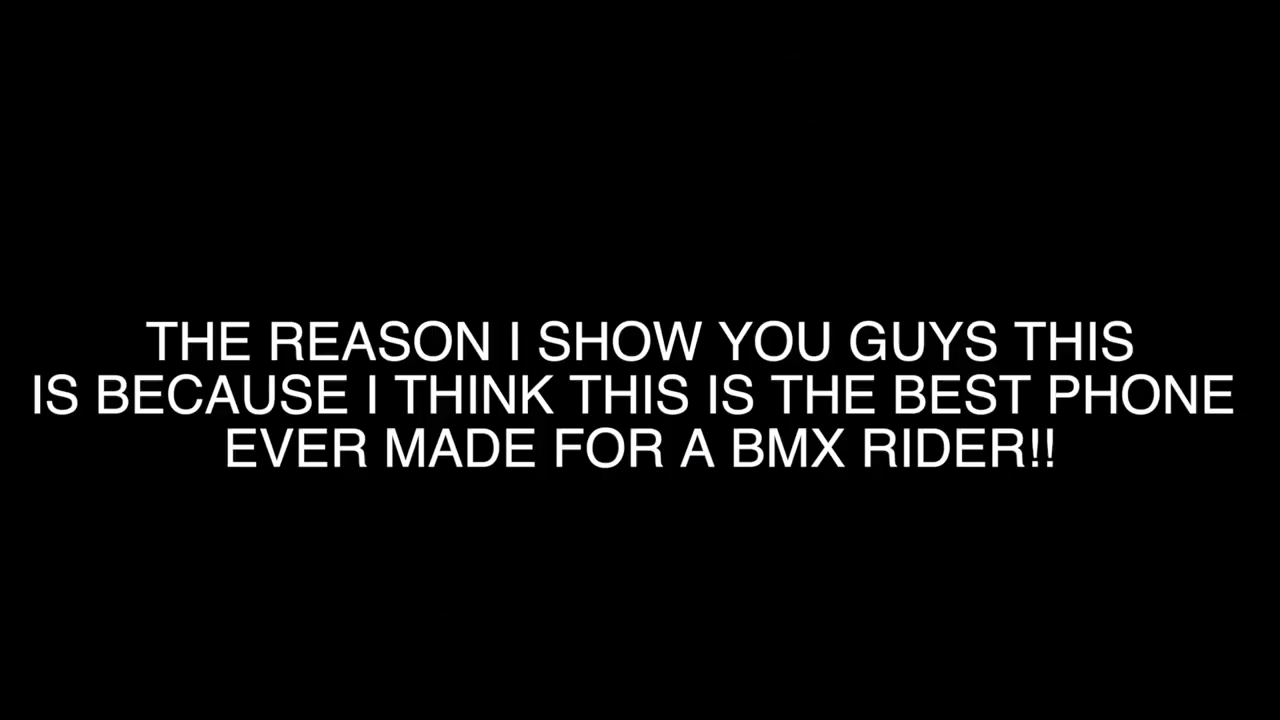 THE REASON I SHOW YOU GUYS THIS
IS BECAUSE I THINK THIS IS THE BEST PHONE
EVER MADE FOR A BMX RIDER!!